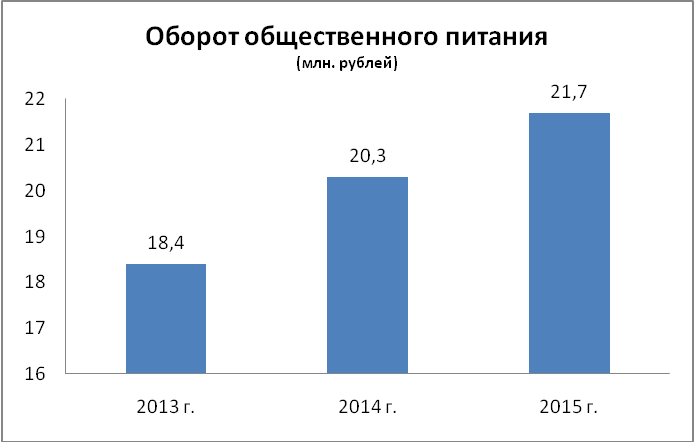 Оборот общественного питания
(млн. рублей)
22
21
20
19
18
17
16
18,4
20,3
21,7
2013 г.
2014 г.
2015 г.